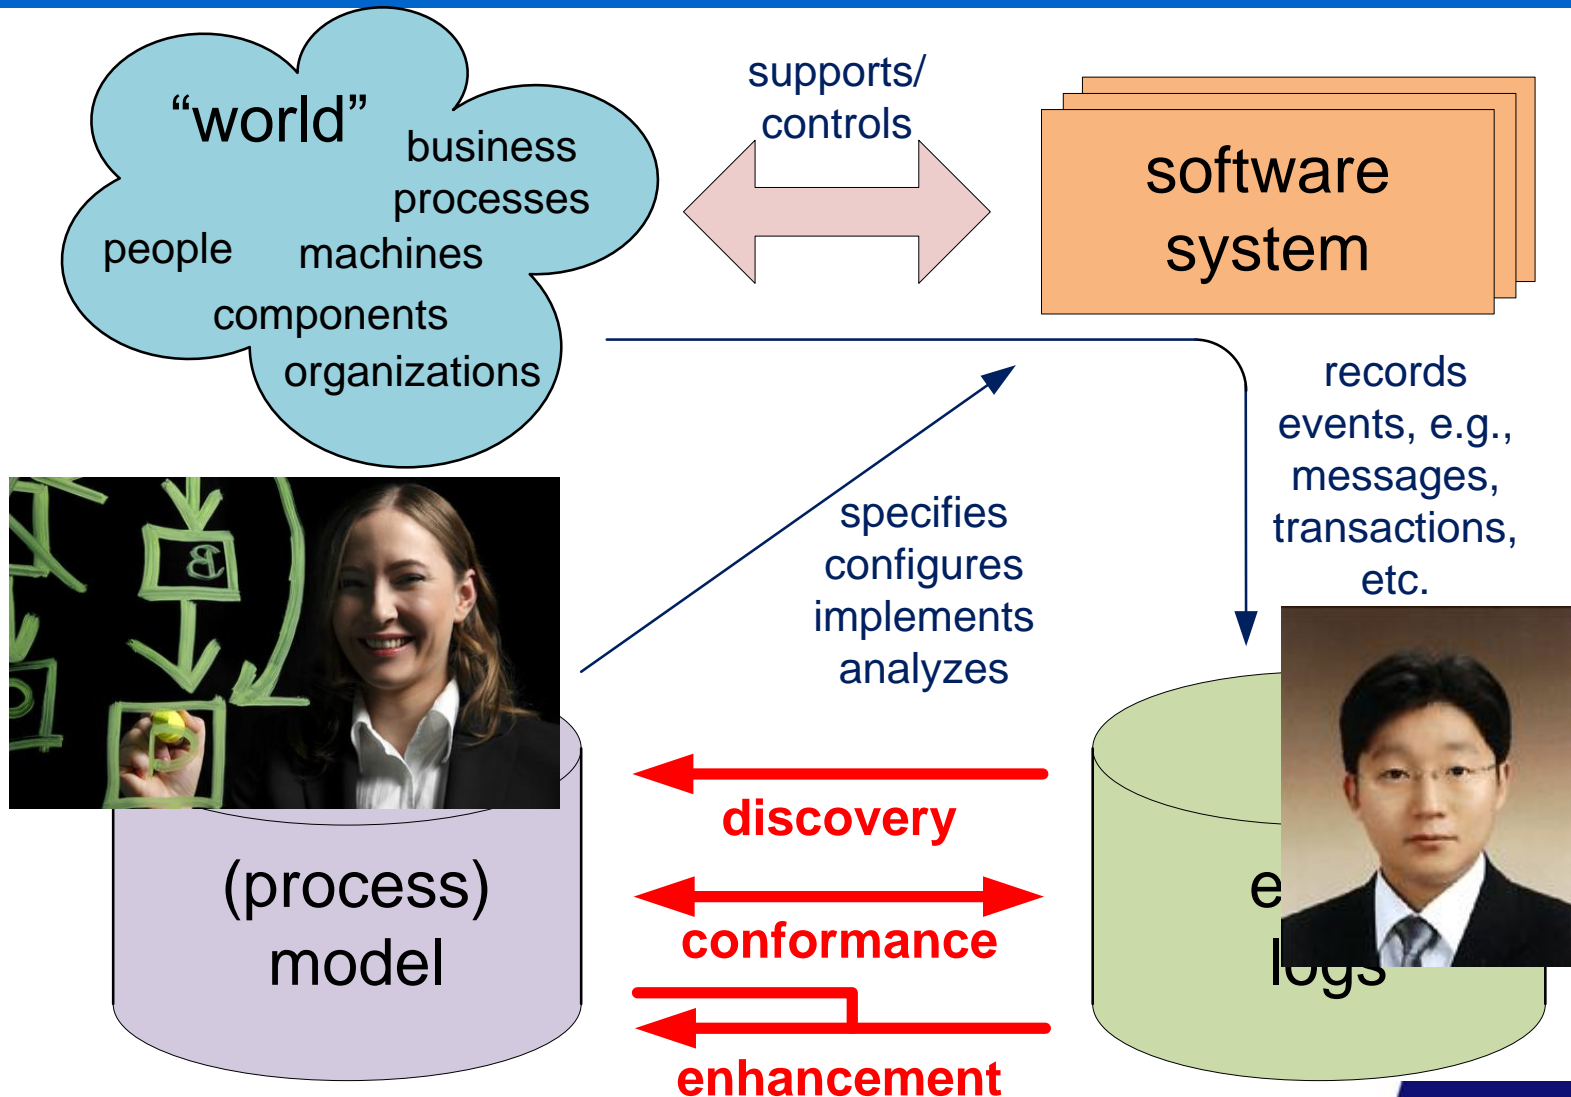 “world”
business
processes
people
machines
components
organizations
supports/
controls
software
system
records
events, e.g.,
messages,
transactions,
etc.
specifies
configures
implements
analyzes
B
P
discovery
(process)
model
conformance
logs
enhancement